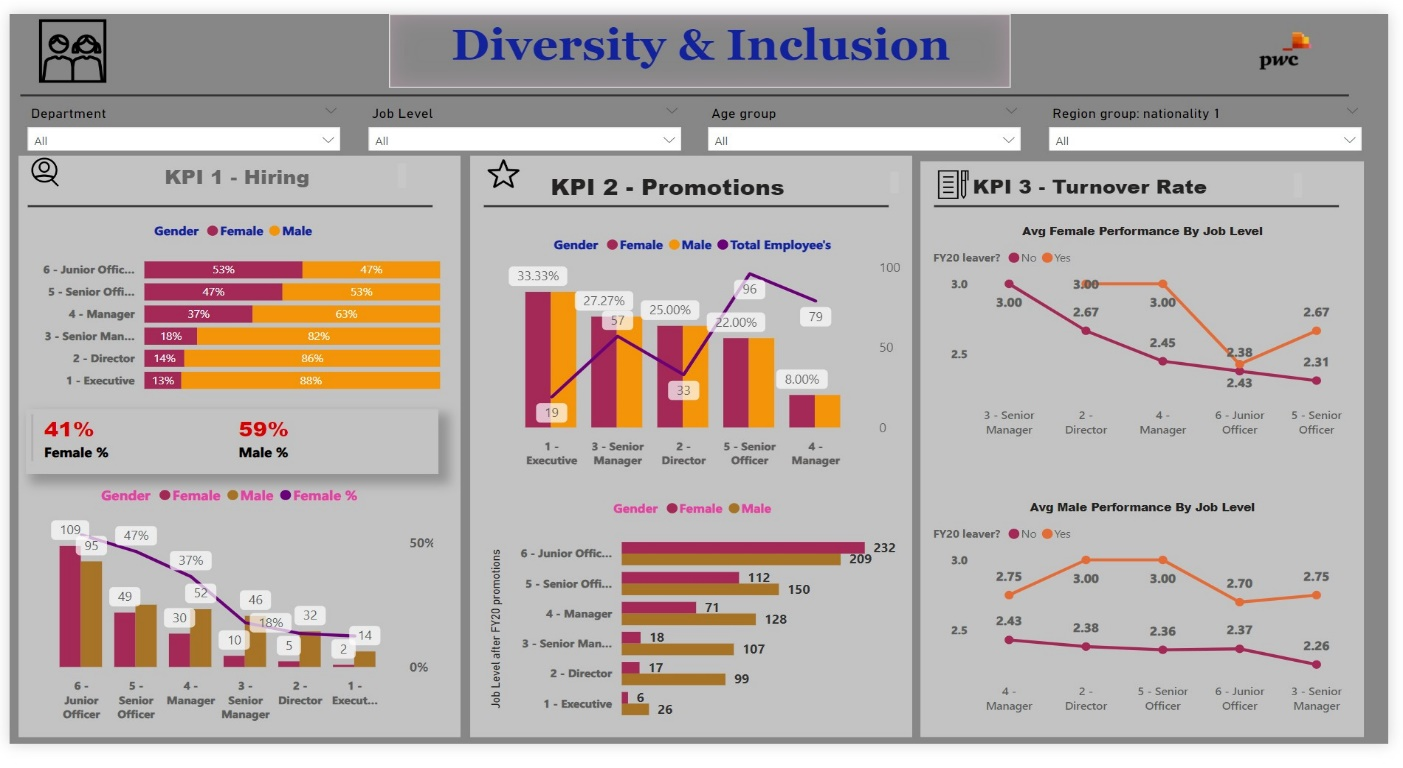 Diversity & Inclusion
pwc
Department
Job Level
Age group
Region group: nationality 1
All
All
All
All
KPI 1 - Hiring
Gender Female Male
6 - Junior Offic... 53% 47%
5 - Senior Offi... 47% 53%
4 - Manager 37% 63%
3 - Senior Man... 18% 82%
2 - Director 14% 86%
1 - Executive 13% 88%
41% 59%
Female % Male %
Gender Female Male Female %
109
95
47%
50%
37%
49
52
46
30
18%
32
10
5
14
2
0%
6 - Junior Officer
5 - Senior Officer
4 - Manager
3 - Senior Manager
2 - Director
1 - Execut...
KPI 2 - Promotions
Gender Female Male Total Employee's
100
33.33%
96
27.27%
25.00%
57
22.00%
79
50
8.00%
33
19
0
1 - Executive
3 - Senior Manager
2 - Director
5 - Senior Officer
4 - Manager
Gender Female Male
Job Level after FY20 promotions
6 - Junior Offic... 232
209
5 - Senior Offi... 112
150
4 - Manager 71
128
3 - Senior Man... 18
107
2 - Director 17
99
1 - Executive 6
26
KPI 3 - Turnover Rate
Avg Female Performance By Job Level
FY20 leaver? No Yes
3.0
3.00
3.00
3.00
2.67
2.67
2.45
2.5
2.38
2.43
2.31
3 - Senior Manager
2 - Director
4 - Manager
6 - Junior Officer
5 - Senior Officer
Avg Male Performance By Job Level
FY20 leaver? No Yes
3.0
2.75
3.00
3.00
2.70
2.75
2.5
2.43
2.38
2.36
2.37
2.26
4 - Manager
2 - Director
5 - Senior Officer
6 - Junior Officer
3 - Senior Manager